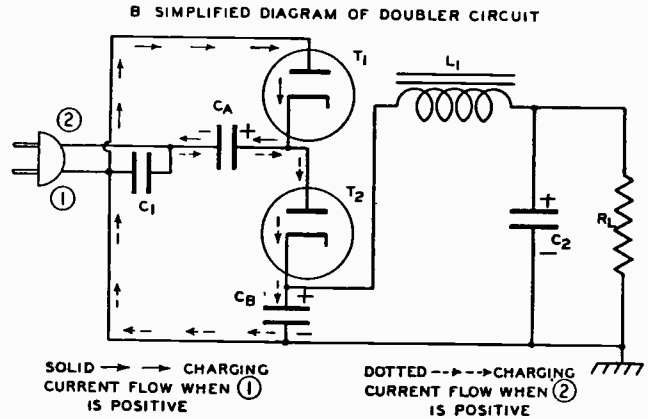 B SIMPLIFIED DIAGRAM OF DOUBLER CIRCUIT
T1
L1
CA
- +
2
1
C1
T2
+
C2
-
RL
CB
+
-
SOLID → → CHARGING
CURRENT FLOW WHEN 1
IS POSITIVE
DOTTED --→--→ CHARGING
CURRENT FLOW WHEN 2
IS POSITIVE